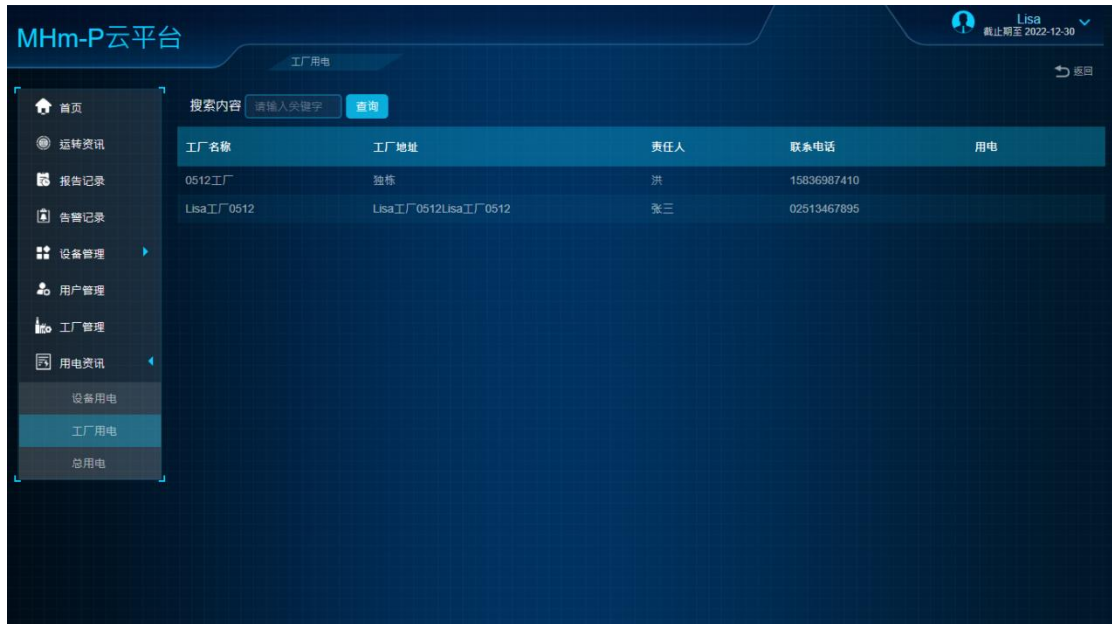 MHm-P云平台
Lisa
截止期至 2022-12-30
工厂用电
返回
首页
运转资讯
报告记录
告警记录
设备管理
用户管理
工厂管理
用电资讯
设备用电
工厂用电
总用电
搜索内容 请输入关键字 查询
工厂名称 工厂地址 责任人 联系电话 用电
0512工厂 独栋 洪 15836987410
Lisa工厂0512 Lisa工厂0512Lisa工厂0512 张三 02513467895